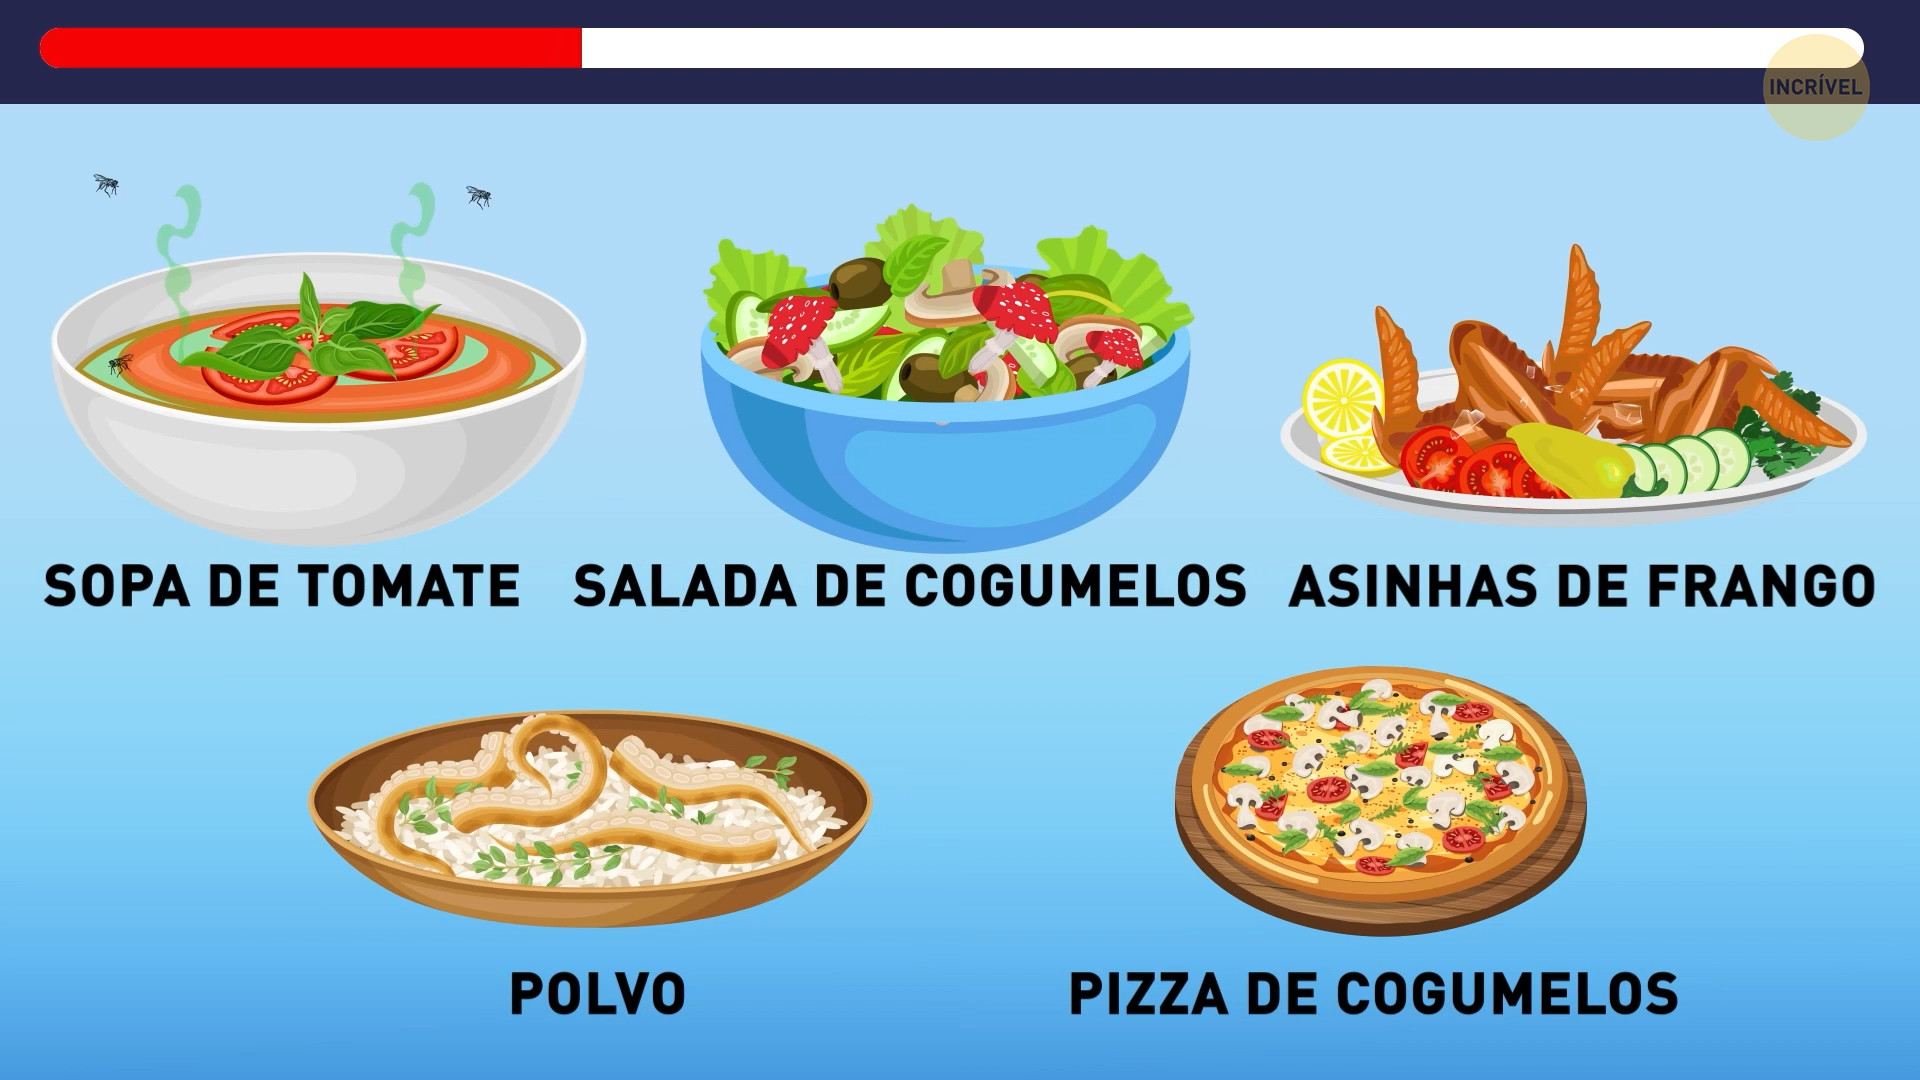 INCRÍVEL
SOPA DE TOMATE
SALADA DE COGUMELOS
ASINHAS DE FRANGO
POLVO
PIZZA DE COGUMELOS